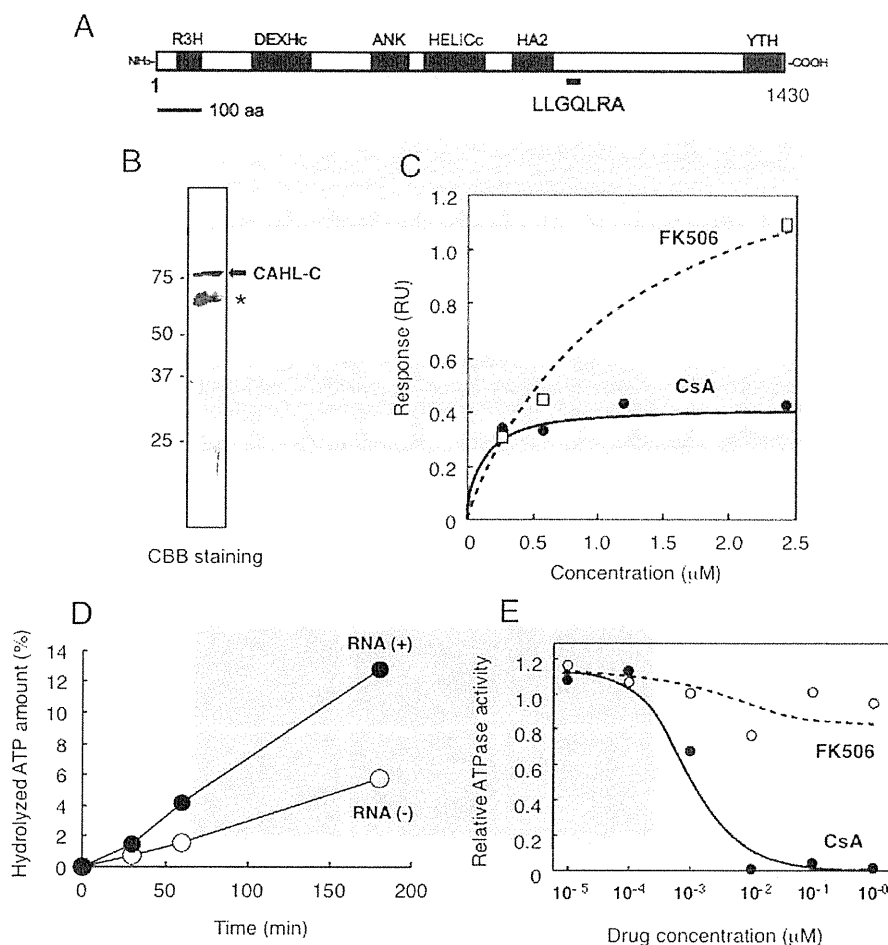 A
R3H DEXHc ANK HELICc HA2 YTH
NH₂- -COOH
1 LLGQLRA 1430
100 aa
B
75 - CAHL-C
*
50 -
37 -
25 -
CBB staining
C
Response (RU)
1.2
1.0
0.8
0.6
0.4
0.2
0
FK506
CsA
0 0.5 1.0 1.5 2.0 2.5
Concentration (μM)
D
Hydrolyzed ATP amount (%)
14
12
10
8
6
4
2
0
RNA (+)
RNA (-)
0 50 100 150 200
Time (min)
E
Relative ATPase activity
1.2
1.0
0.8
0.6
0.4
0.2
0
FK506
CsA
10⁻⁵ 10⁻⁴ 10⁻³ 10⁻² 10⁻¹ 10⁻⁰
Drug concentration (μM)